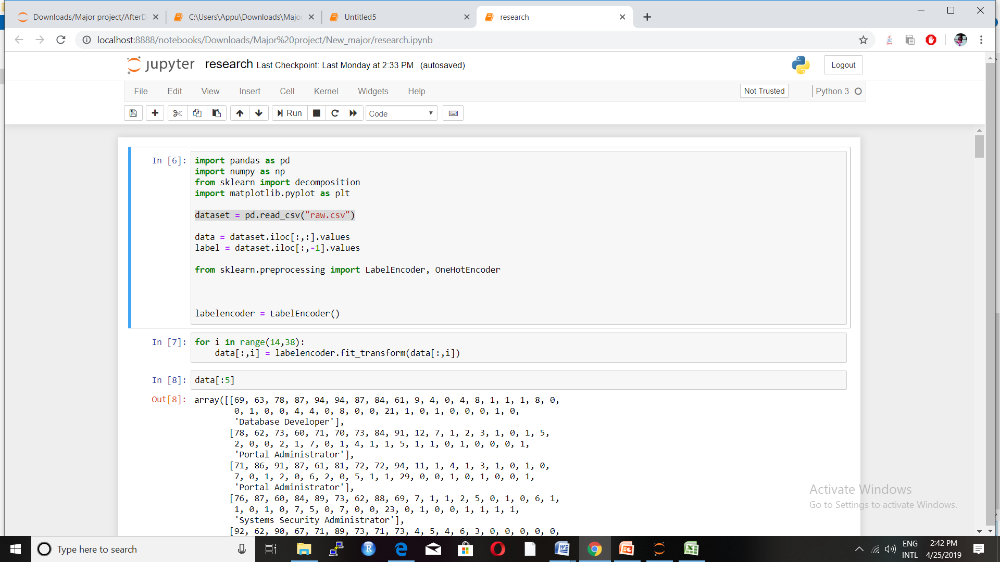 Downloads/Major project/AfterD
C:\Users\Appu\Downloads\Major
Untitled5
research
localhost:8888/notebooks/Downloads/Major%20project/New_major/research.ipynb
jupyter research Last Checkpoint: Last Monday at 2:33 PM (autosaved)
Logout
File Edit View Insert Cell Kernel Widgets Help
Not Trusted
Python 3
Run
Code
In [6]:
import pandas as pd
import numpy as np
from sklearn import decomposition
import matplotlib.pyplot as plt
dataset = pd.read_csv("raw.csv")
data = dataset.iloc[:,:].values
label = dataset.iloc[:,-1].values
from sklearn.preprocessing import LabelEncoder, OneHotEncoder
labelencoder = LabelEncoder()
In [7]:
for i in range(14,38):
data[:,i] = labelencoder.fit_transform(data[:,i])
In [8]:
data[:5]
Out[8]:
array([[69, 63, 78, 87, 94, 94, 87, 84, 61, 9, 4, 0, 4, 8, 1, 1, 1, 8, 0,
0, 1, 0, 0, 4, 4, 0, 8, 0, 0, 21, 1, 0, 1, 0, 0, 0, 1, 0,
'Database Developer'],
[78, 62, 73, 60, 71, 70, 73, 84, 91, 12, 7, 1, 2, 3, 1, 0, 1, 5,
2, 0, 0, 2, 1, 7, 0, 1, 4, 1, 1, 5, 1, 1, 0, 1, 0, 0, 0, 1,
'Portal Administrator'],
[71, 86, 91, 87, 61, 81, 72, 72, 94, 11, 1, 4, 1, 3, 1, 0, 1, 0,
7, 0, 1, 2, 0, 6, 2, 0, 5, 1, 1, 29, 0, 0, 1, 0, 1, 0, 0, 1,
'Portal Administrator'],
[76, 87, 60, 84, 89, 73, 62, 88, 69, 7, 1, 1, 2, 5, 0, 1, 0, 6, 1,
1, 0, 1, 0, 7, 5, 0, 7, 0, 0, 23, 0, 1, 0, 0, 1, 1, 1, 1,
'Systems Security Administrator'],
[92, 62, 90, 67, 71, 89, 73, 71, 73, 4, 5, 4, 6, 3, 0, 0, 0, 0, 0,
Activate Windows
Go to Settings to activate Windows.
Type here to search
ENG
INTL
2:42 PM
4/25/2019